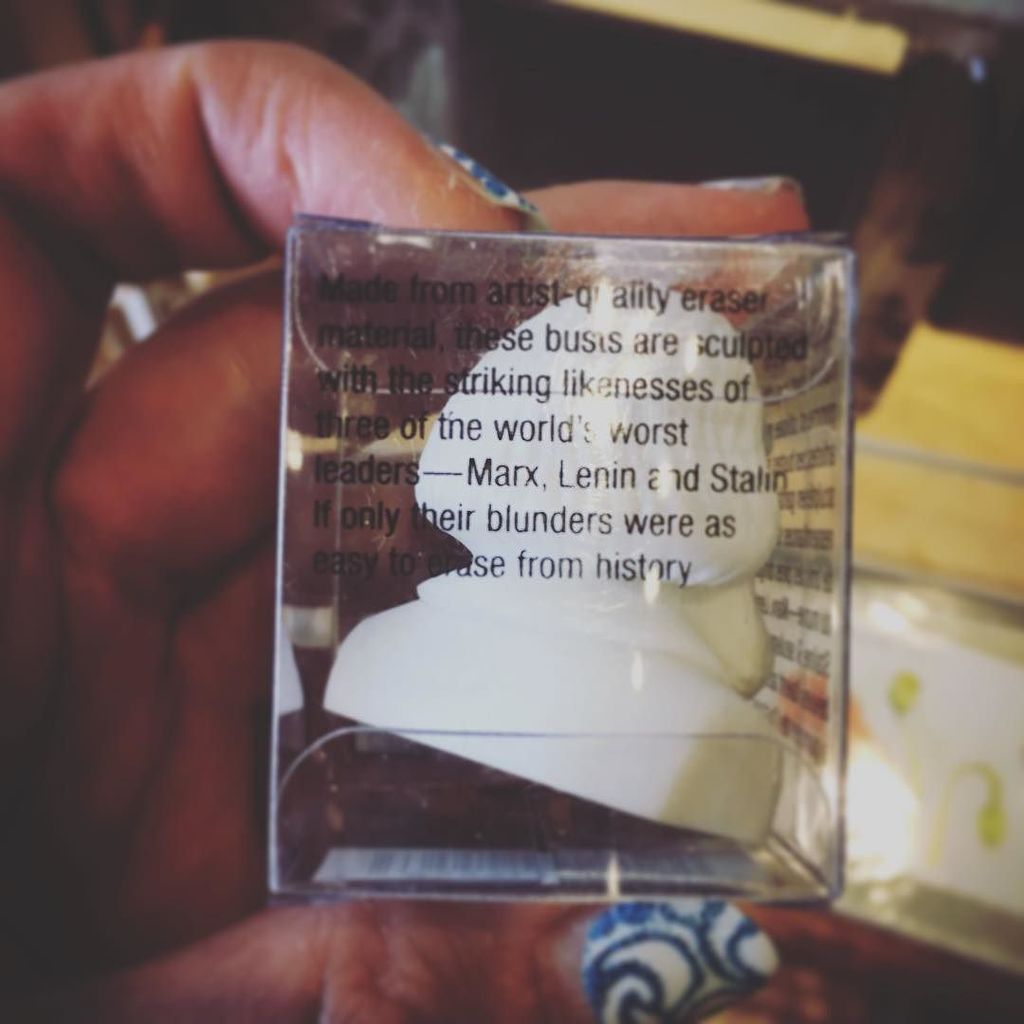 Made from artist-quality eraser
material, these busts are sculpted
with the striking likenesses of
three of the world's worst
leaders—Marx, Lenin and Stalin
If only their blunders were as
easy to erase from history